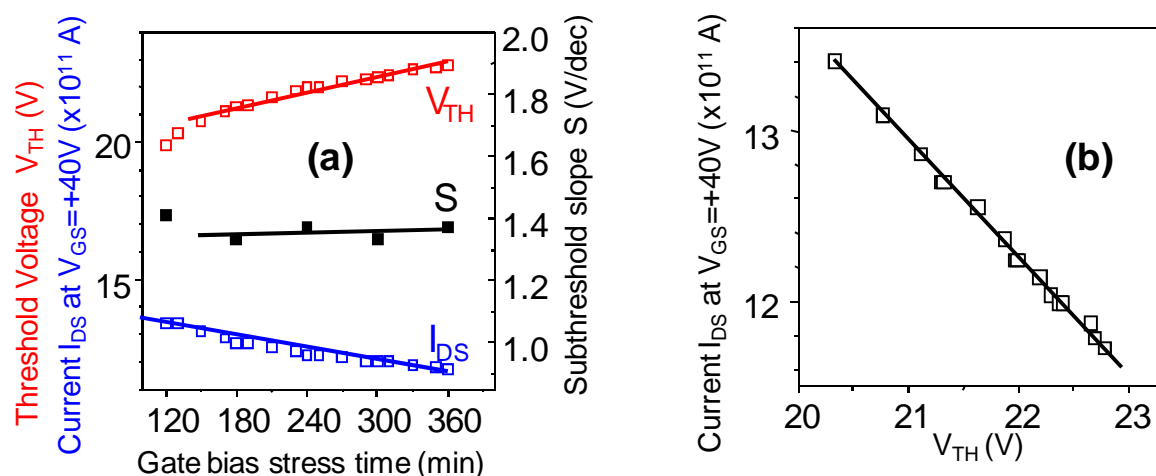 Threshold Voltage V_TH (V)
Current I_DS at V_GS=+40V (x10^11 A)
20
15
(a)
V_TH
S
I_DS
2.0
1.8
1.6
1.4
1.2
1.0
Subthreshold slope S (V/dec)
120 180 240 300 360
Gate bias stress time (min)
Current I_DS at V_GS=+40V (x10^11 A)
13
12
(b)
20 21 22 23
V_TH (V)